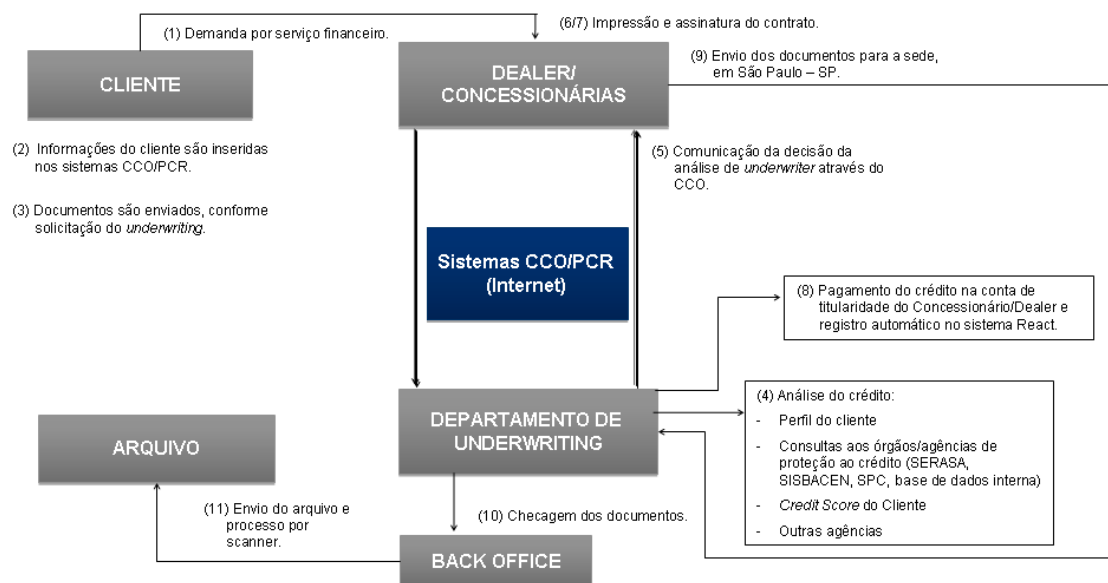 (1) Demanda por serviço financeiro.
(6/7) Impressão e assinatura do contrato.
CLIENTE
DEALER/
CONCESSIONÁRIAS
(9) Envio dos documentos para a sede,
em São Paulo – SP.
(2) Informações do cliente são inseridas
nos sistemas CCO/PCR.
(3) Documentos são enviados, conforme
solicitação do underwriting.
(5) Comunicação da decisão da
análise de underwriter através do
CCO.
Sistemas CCO/PCR
(Internet)
(8) Pagamento do crédito na conta de
titularidade do Concessionário/Dealer e
registro automático no sistema React.
DEPARTAMENTO DE
UNDERWRITING
(4) Análise do crédito:
- Perfil do cliente
- Consultas aos órgãos/agências de
proteção ao crédito (SERASA,
SISBACEN, SPC, base de dados interna)
- Credit Score do Cliente
- Outras agências
ARQUIVO
(11) Envio do arquivo e
processo por
scanner.
(10) Checagem dos documentos.
BACK OFFICE